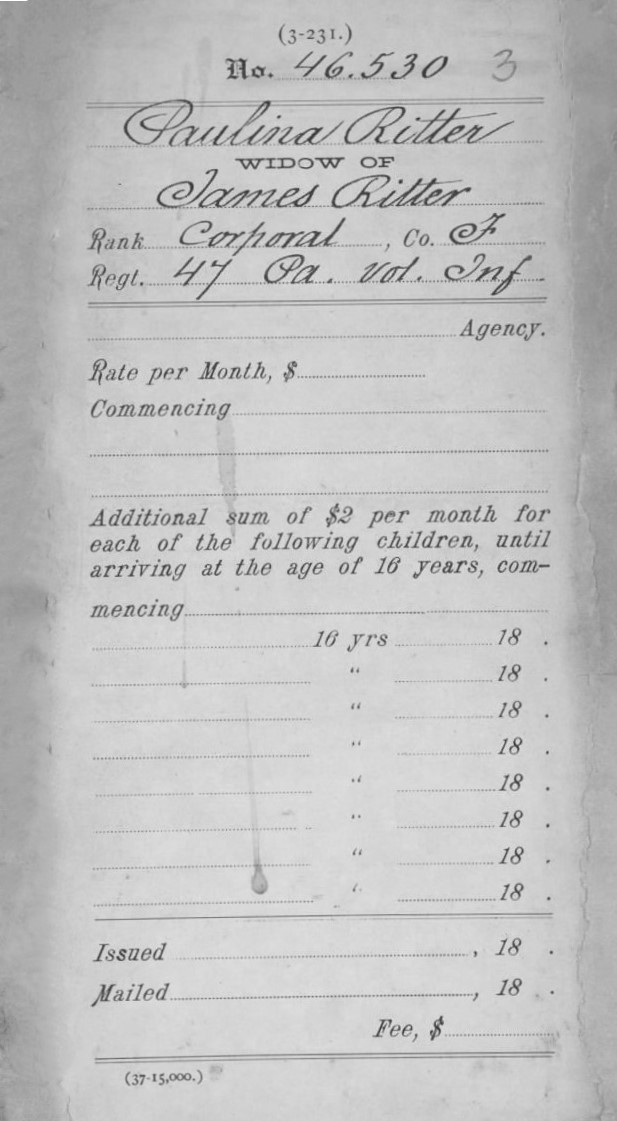 (3-231.)
No. 46.530 3
Paulina Ritter
WIDOW OF
James Ritter
Rank Corporal, Co. F
Regt. 47 Pa. Vol. Inf
Agency.
Rate per Month, $
Commencing
Additional sum of $2 per month for
each of the following children, until
arriving at the age of 16 years, com-
mencing
16 yrs 18 .
" 18 .
" 18 .
" 18 .
" 18 .
" 18 .
" 18 .
" 18 .
Issued , 18 .
Mailed , 18 .
Fee, $
(37-15,000.)